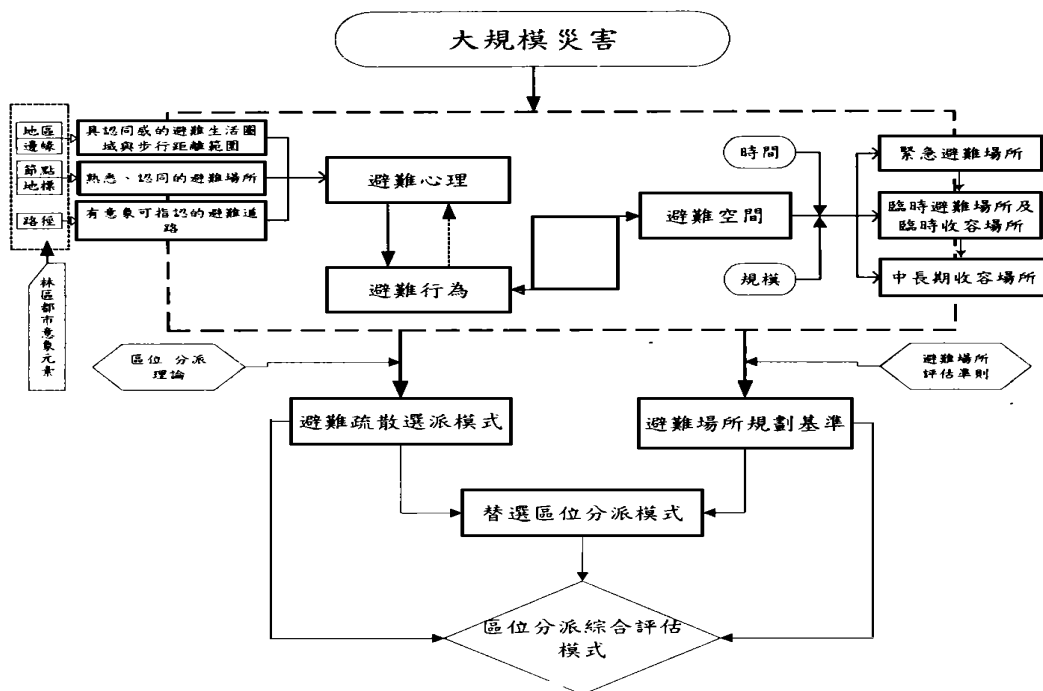 大規模災害
地區
邊緣
具認同感的避難生活圈
域與步行距離範圍
節點
地標
熟悉、認同的避難場所
路徑
有意象可指認的避難道
路
林區都市意象元素
避難心理
避難行為
避難空間
時間
規模
緊急避難場所
臨時避難場所及
臨時收容場所
中長期收容場所
區位 分派
理論
避難場所
評估準則
避難疏散選派模式
避難場所規劃基準
替選區位分派模式
區位分派綜合評估
模式